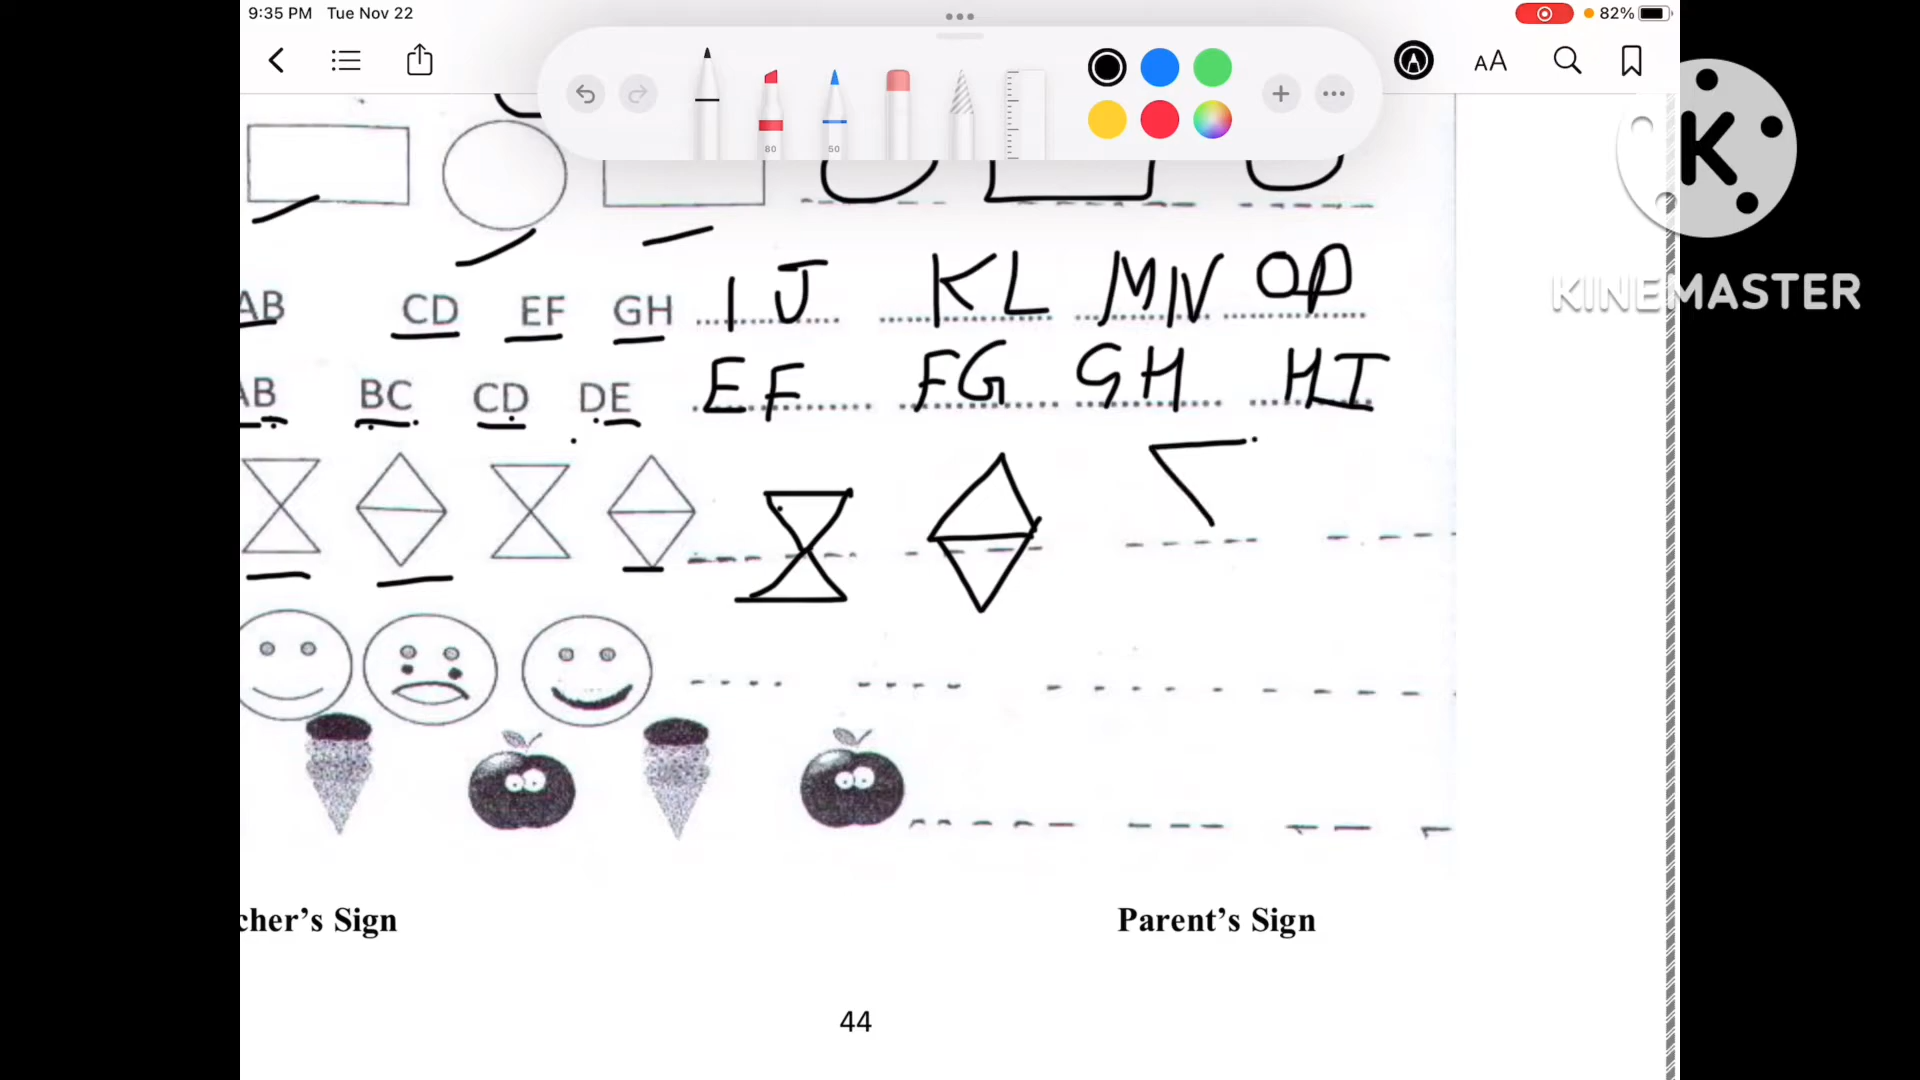 9:35 PM Tue Nov 22
82%
80 50
AA
K
KINEMASTER
AB CD EF GH I J KL MN OP
AB BC CD DE EF FG GH HI
cher's Sign Parent's Sign
44